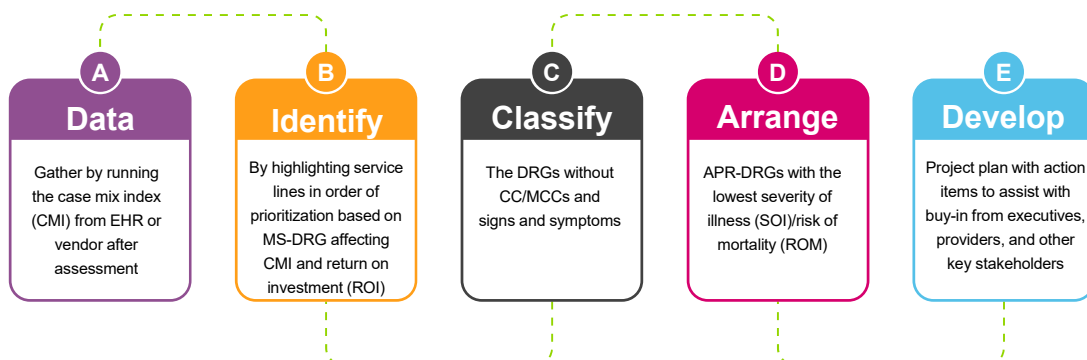 A
Data
Gather by running
the case mix index
(CMI) from EHR or
vendor after
assessment
B
Identify
By highlighting service
lines in order of
prioritization based on
MS-DRG affecting
CMI and return on
investment (ROI)
C
Classify
The DRGs without
CC/MCCs and
signs and symptoms
D
Arrange
APR-DRGs with the
lowest severity of
illness (SOI)/risk of
mortality (ROM)
E
Develop
Project plan with action
items to assist with
buy-in from executives,
providers, and other
key stakeholders